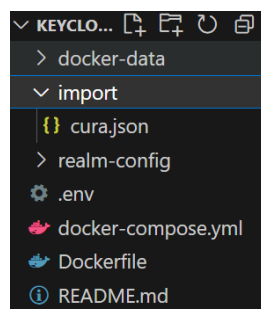 KEYCLO...
docker-data
import
{} cura.json
realm-config
.env
docker-compose.yml
Dockerfile
README.md